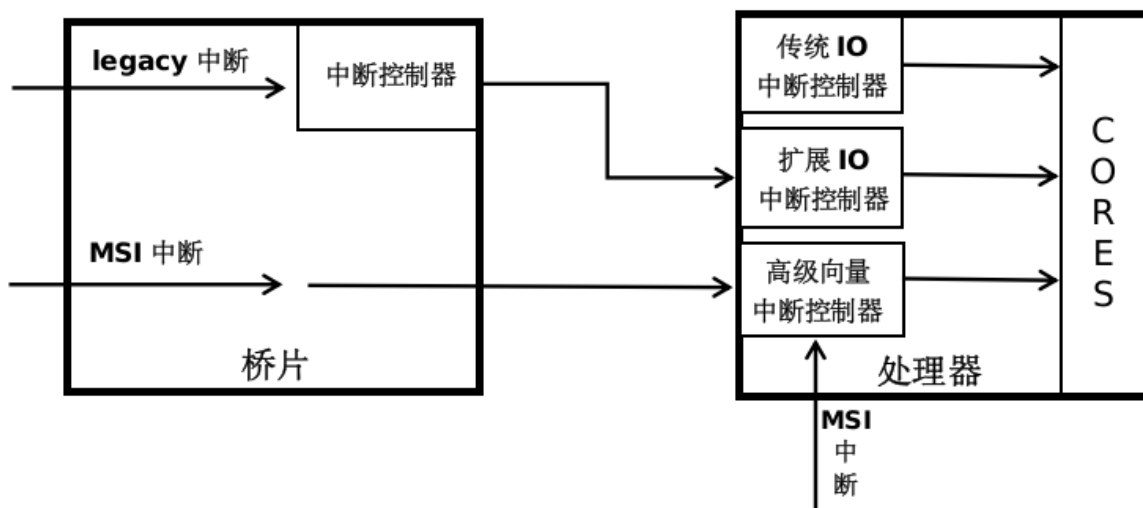 legacy 中断
中断控制器
MSI 中断
桥片
传统 IO
中断控制器
扩展 IO
中断控制器
高级向量
中断控制器
处理器
C
O
R
E
S
MSI
中
断